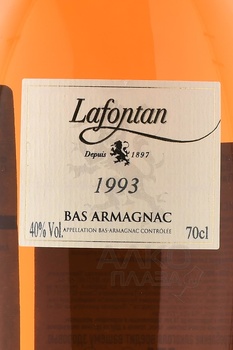 Lafontan
Depuis 1897
1993
BAS ARMAGNAC
APPELLATION BAS-ARMAGNAC CONTRÔLÉE
40% Vol. 70cl